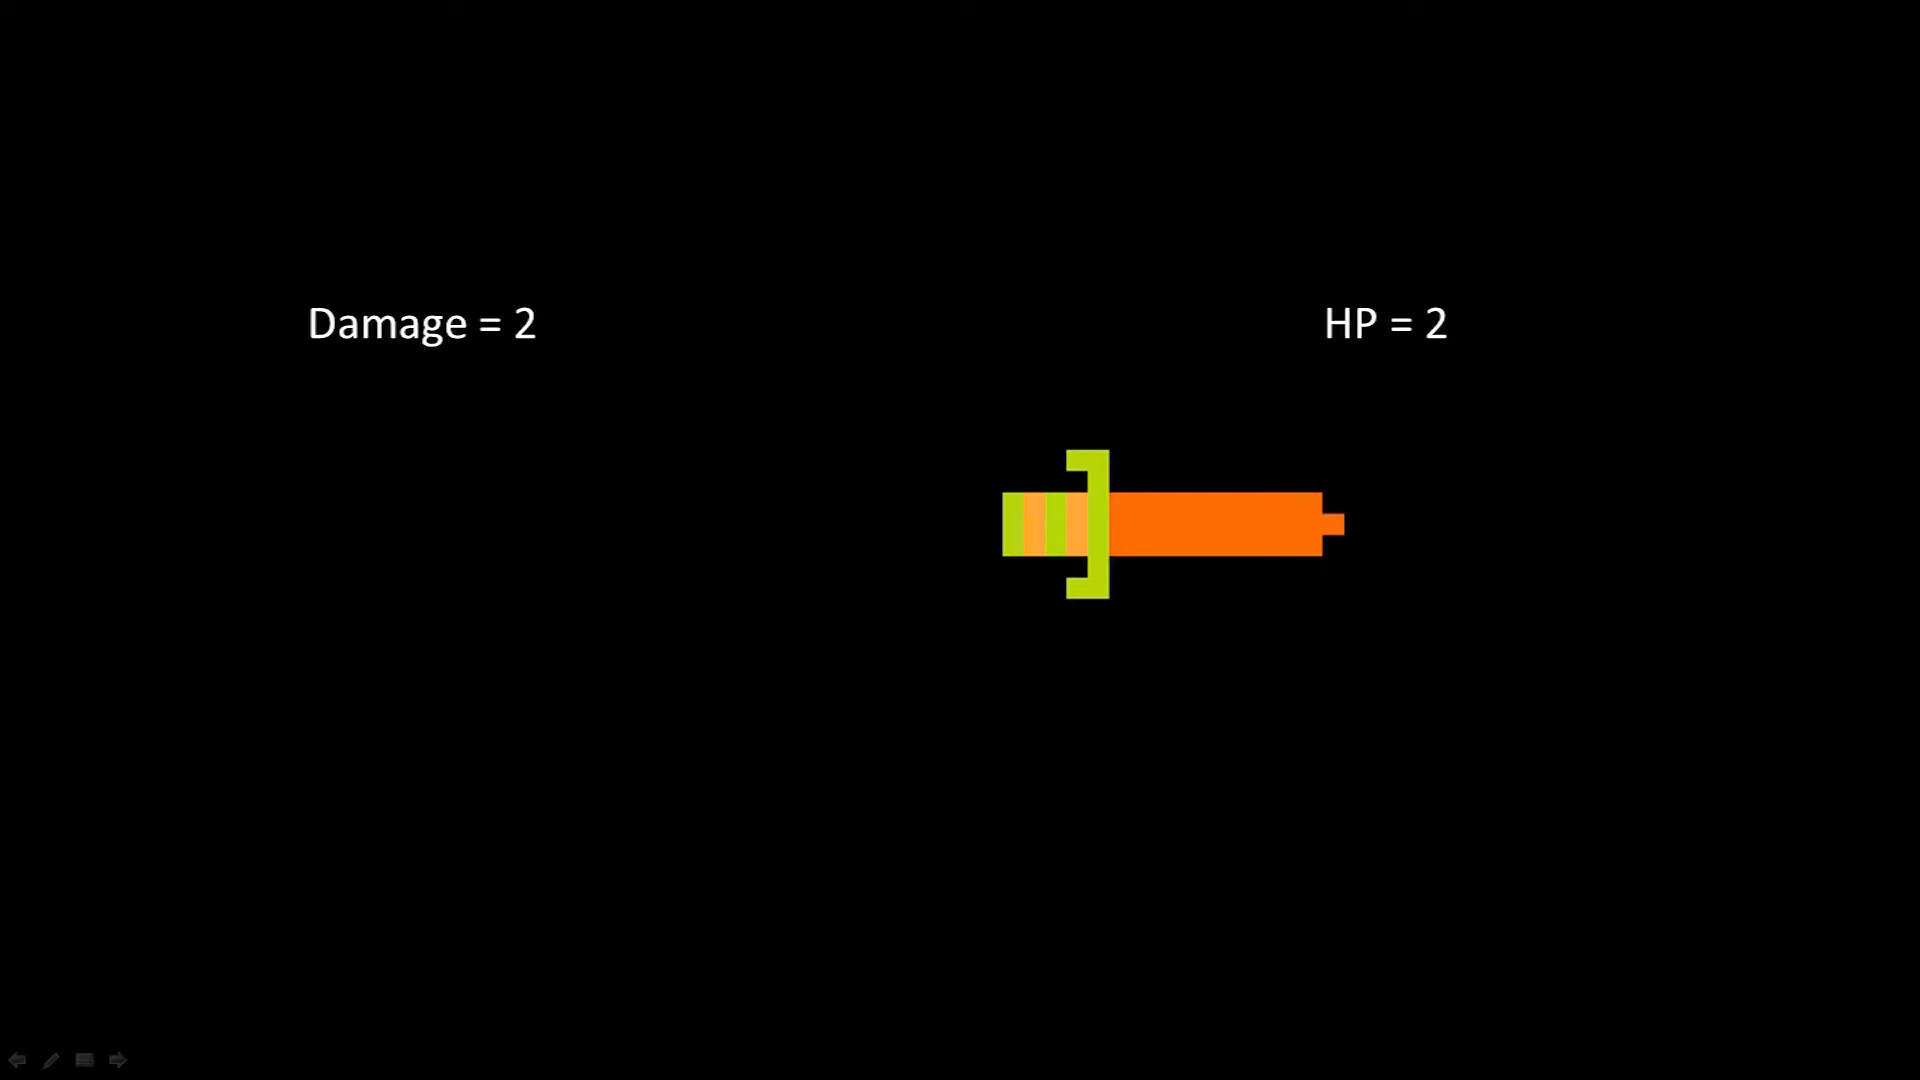 Damage = 2
HP = 2